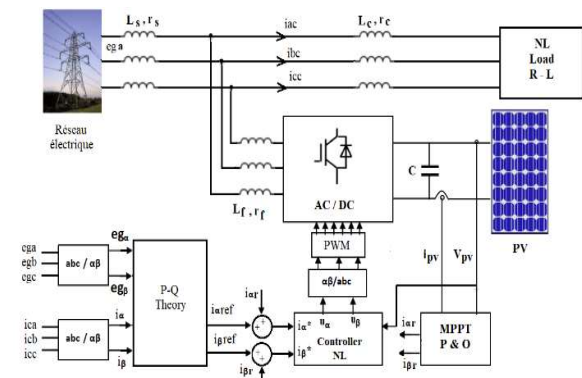 Ls , rs
iac
Lc , rc
eg a
ibc
icc
NL
Load
R - L
Réseau
électrique
AC / DC
C
Lf , rf
PWM
αβ/abc
ipv
Vpv
PV
ega
egb
egc
abc / αβ
egα
egβ
P-Q
Theory
iαr
iαref
iα*
uα
uβ
Controller
NL
MPPT
P & O
iαr
iβr
ica
icb
icc
abc / αβ
iα
iβ
iβref
iβ*
iβr